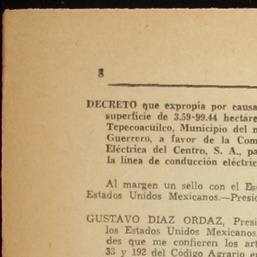 8
DECRETO que expropia por causa
superficie de 3.59-99.44 hectáre
Tepecoacuilco, Municipio del m
Guerrero, a favor de la Com
Eléctrica del Centro, S. A., pa
la línea de conducción eléctric
Al margen un sello con el Es
Estados Unidos Mexicanos.—Presid
GUSTAVO DIAZ ORDAZ, Presi
los Estados Unidos Mexicanos,
des que me confieren los art
33 y 192 del Código Agrario en